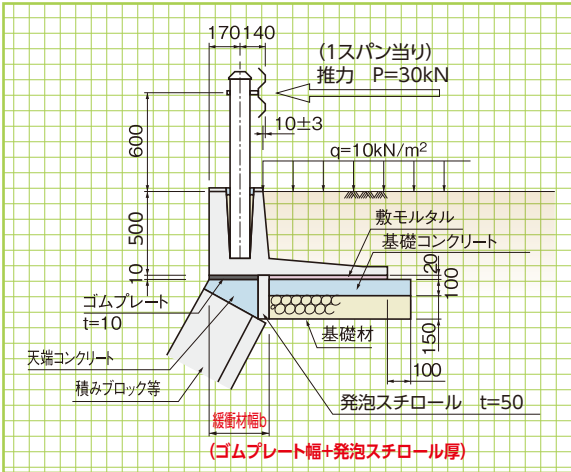 170 140
(1スパン当り)
推力 P=30kN
10±3
600
q=10kN/m²
500
敷モルタル
基礎コンクリート
10
20
100
ゴムプレート
t=10
天端コンクリート
積みブロック等
基礎材
150
100
発泡スチロール t=50
緩衝材幅b
(ゴムプレート幅+発泡スチロール厚)